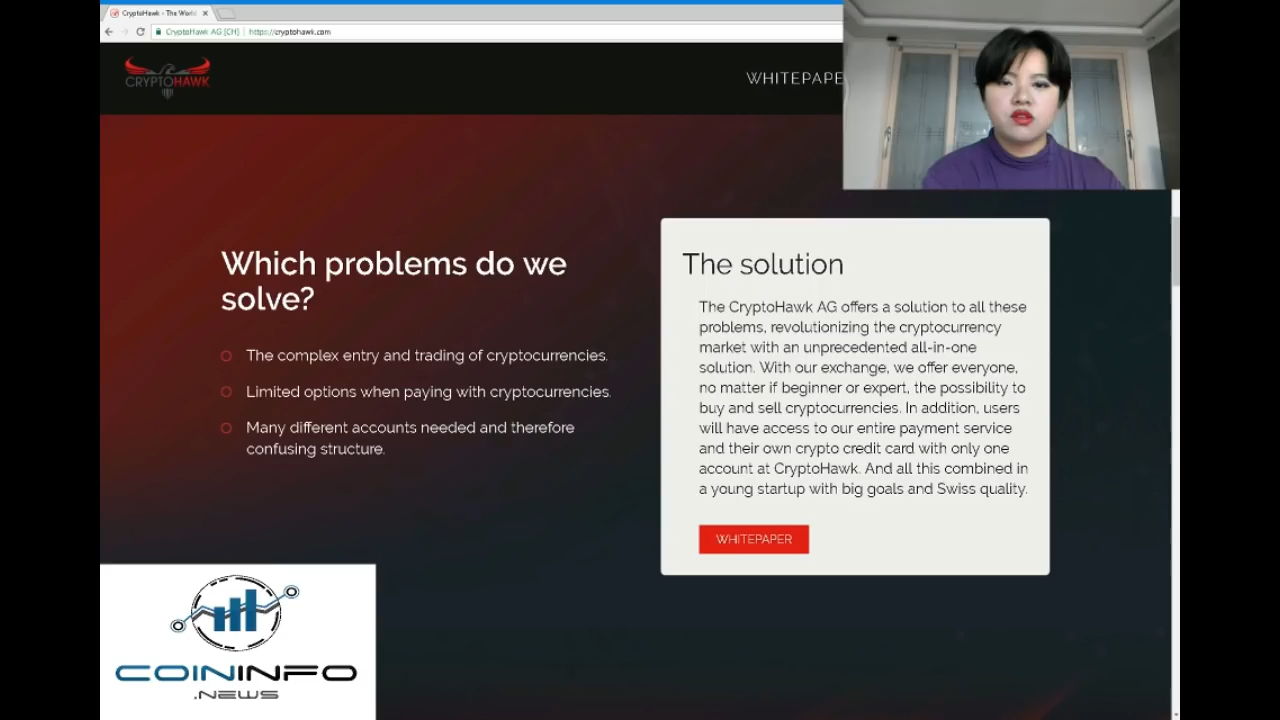 CryptoHawk - The World
CryptoHawk AG [CH] https://cryptohawk.com
CRYPTOHAWK
WHITEPAPE
Which problems do we
solve?
The complex entry and trading of cryptocurrencies.
Limited options when paying with cryptocurrencies.
Many different accounts needed and therefore
confusing structure.
The solution
The CryptoHawk AG offers a solution to all these
problems, revolutionizing the cryptocurrency
market with an unprecedented all-in-one
solution. With our exchange, we offer everyone,
no matter if beginner or expert, the possibility to
buy and sell cryptocurrencies. In addition, users
will have access to our entire payment service
and their own crypto credit card with only one
account at CryptoHawk. And all this combined in
a young startup with big goals and Swiss quality.
WHITEPAPER
COININFO
.NEWS